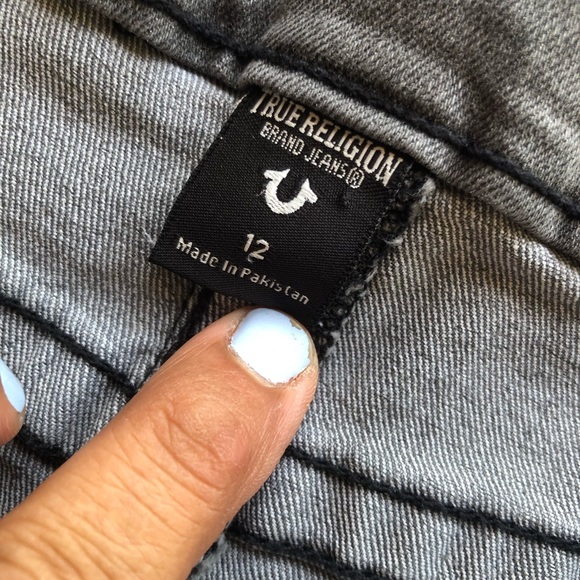 TRUE RELIGION
BRAND JEANS®
12
Made In Pakistan